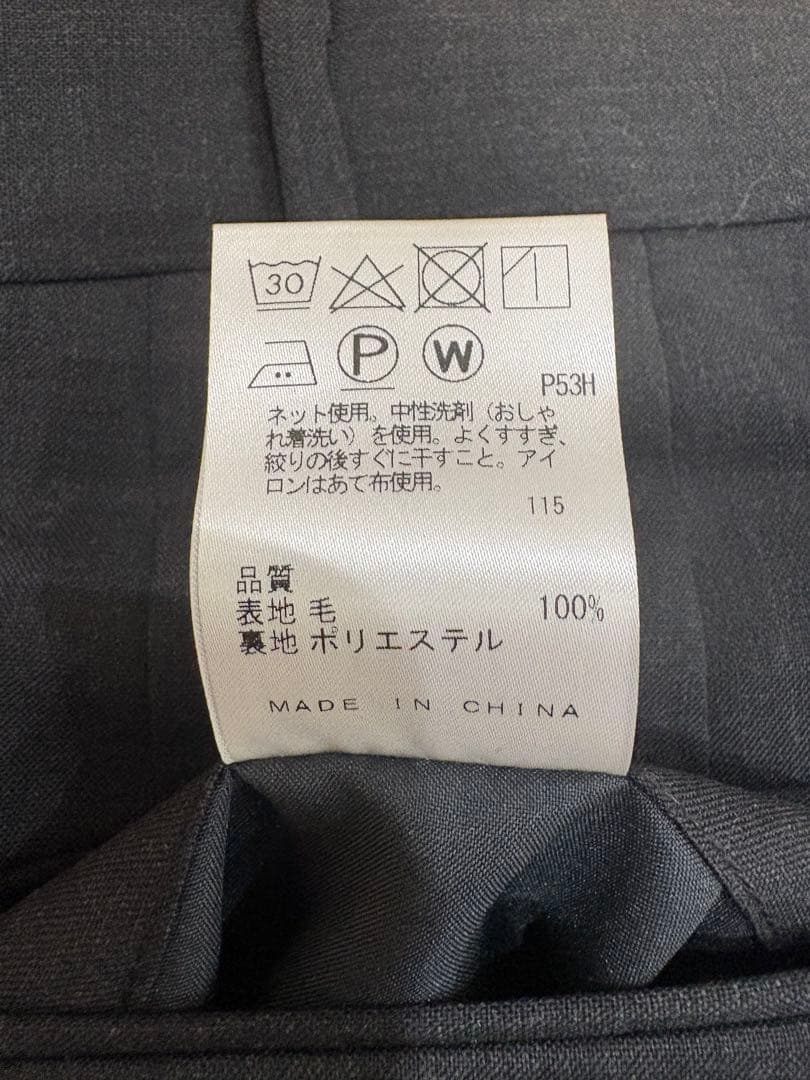 30
P W
P53H
ネット使用。中性洗剤（おしゃ
れ着洗い）を使用。よくすすぎ、
絞りの後すぐに干すこと。アイ
ロンはあて布使用。
115
品質
表地 毛 100%
裏地 ポリエステル
MADE IN CHINA